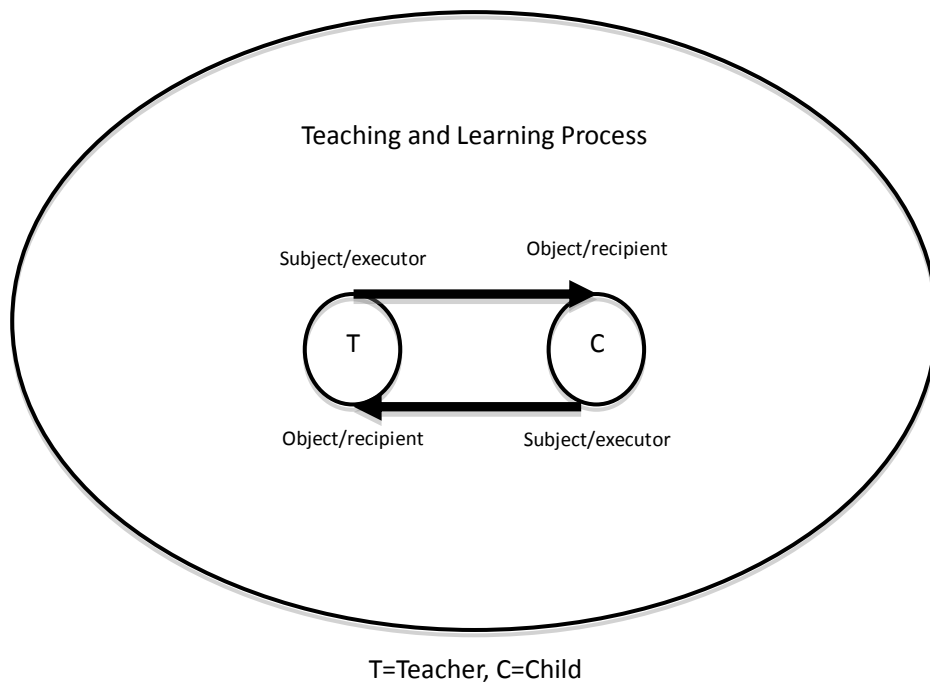 Teaching and Learning Process
Subject/executor
Object/recipient
T
C
Object/recipient
Subject/executor
T=Teacher, C=Child